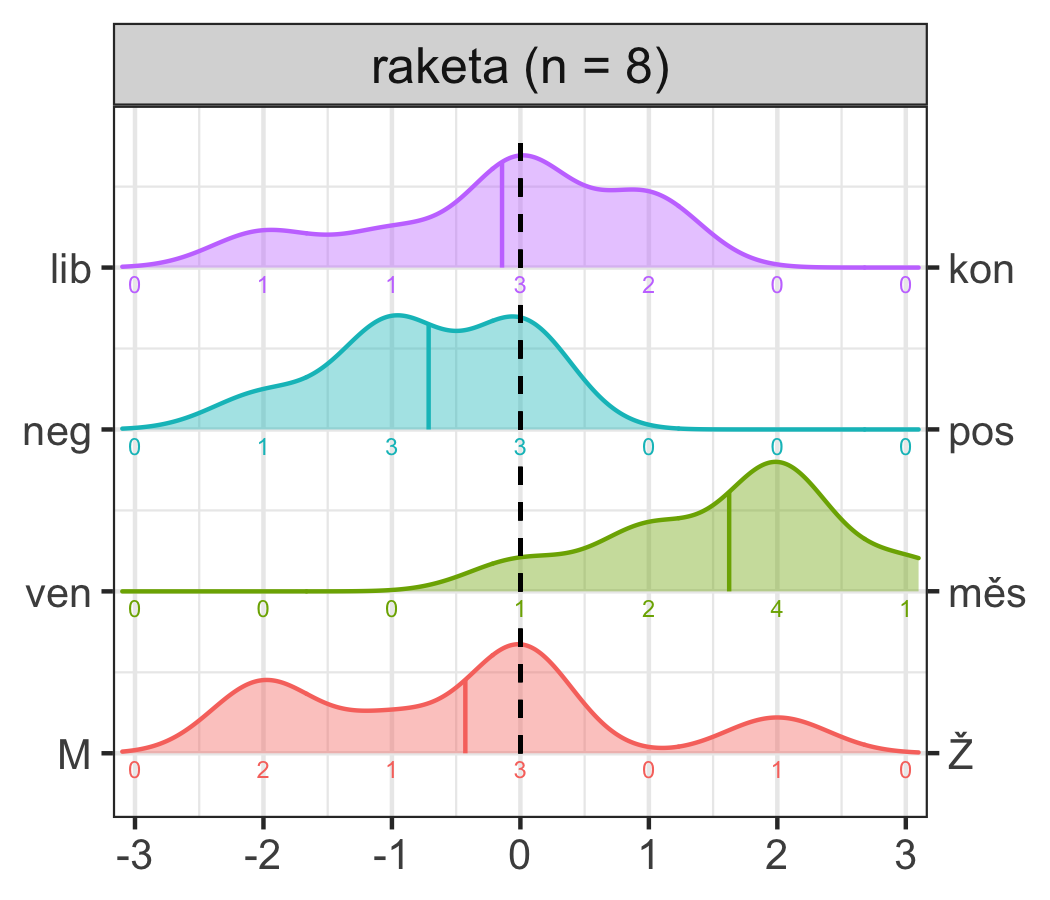 raketa (n = 8)
lib kon
0 1 1 3 2 0 0
neg pos
0 1 3 3 0 0 0
ven měs
0 0 0 1 2 4 1
M Ž
0 2 1 3 0 1 0
-3 -2 -1 0 1 2 3